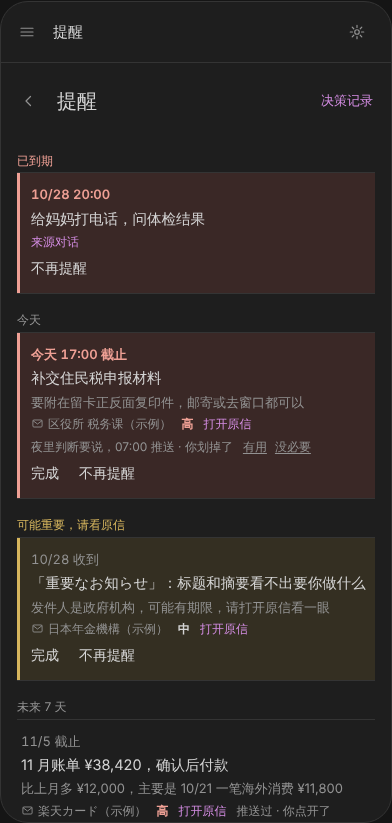 提醒
提醒
决策记录
已到期
10/28 20:00
给妈妈打电话，问体检结果
来源对话
不再提醒
今天
今天 17:00 截止
补交住民税申报材料
要附在留卡正反面复印件，邮寄或去窗口都可以
区役所 税务课（示例） 高 打开原信
夜里判断要说，07:00 推送 · 你划掉了 有用 没必要
完成 不再提醒
可能重要，请看原信
10/28 收到
「重要なお知らせ」：标题和摘要看不出要你做什么
发件人是政府机构，可能有期限，请打开原信看一眼
日本年金機構（示例） 中 打开原信
完成 不再提醒
未来 7 天
11/5 截止
11 月账单 ¥38,420，确认后付款
比上月多 ¥12,000，主要是 10/21 一笔海外消费 ¥11,800
楽天カード（示例） 高 打开原信 推送过 · 你点开了